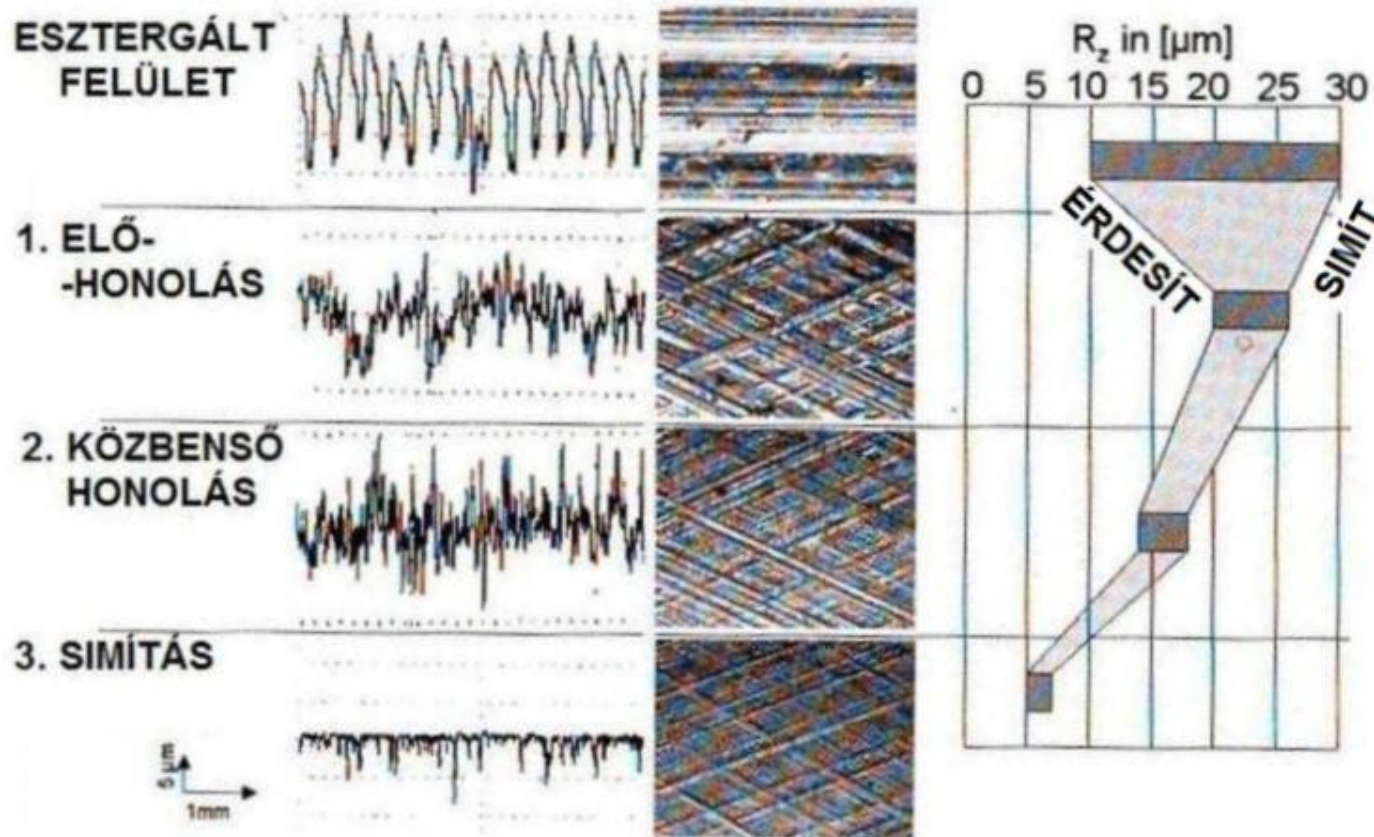 ESZTERGÁLT
FELÜLET
R_z in [µm]
0 5 10 15 20 25 30
ÉRDESÍT
SIMÍT
1. ELŐ-
-HONOLÁS
2. KÖZBENSŐ
HONOLÁS
3. SIMÍTÁS
5 µm
1mm